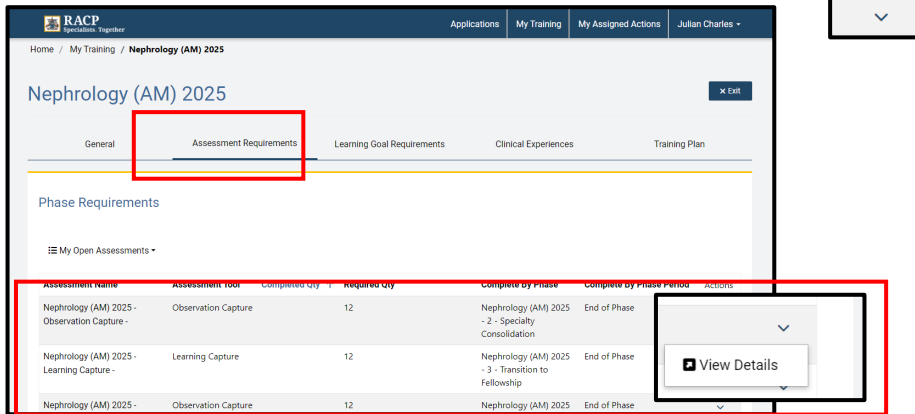 RACP
Specialists. Together
Applications My Training My Assigned Actions Julian Charles
Home / My Training / Nephrology (AM) 2025
Nephrology (AM) 2025
× Exit
General Assessment Requirements Learning Goal Requirements Clinical Experiences Training Plan
Phase Requirements
My Open Assessments
Assessment Name Assessment Tool Completed Qty ↑ Required Qty Complete by Phase Complete by Phase Period Actions
Nephrology (AM) 2025 - Observation Capture 12 Nephrology (AM) 2025 End of Phase
Observation Capture - - 2 - Specialty
Consolidation
View Details
Nephrology (AM) 2025 - Learning Capture 12 Nephrology (AM) 2025 End of Phase
Learning Capture - - 3 - Transition to
Fellowship
Nephrology (AM) 2025 - Observation Capture 12 Nephrology (AM) 2025 End of Phase